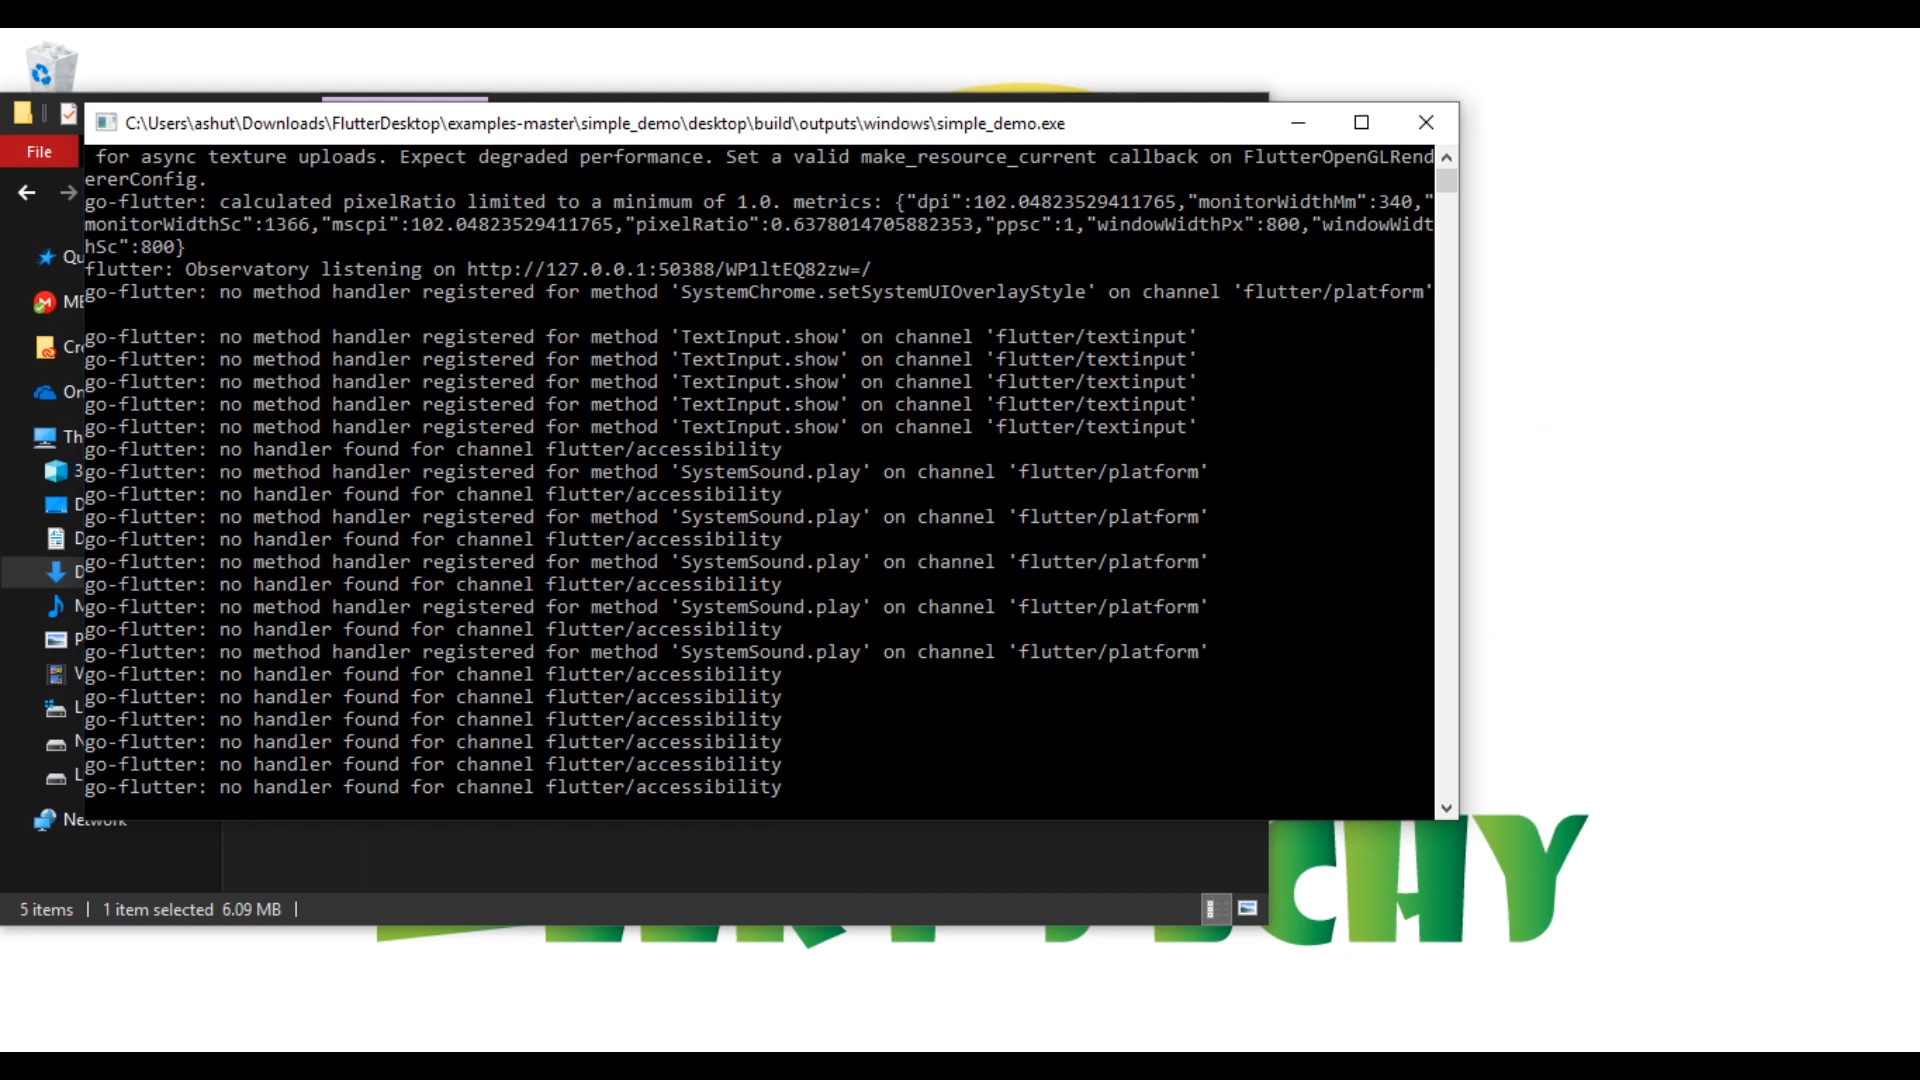 C:\Users\ashut\Downloads\FlutterDesktop\examples-master\simple_demo\desktop\build\outputs\windows\simple_demo.exe
File
for async texture uploads. Expect degraded performance. Set a valid make_resource_current callback on FlutterOpenGLRend
ererConfig.
go-flutter: calculated pixelRatio limited to a minimum of 1.0. metrics: {"dpi":102.04823529411765,"monitorWidthMm":340,"
monitorWidthSc":1366,"mscpi":102.04823529411765,"pixelRatio":0.6378014705882353,"ppsc":1,"windowWidthPx":800,"windowWidt
hSc":800}
flutter: Observatory listening on http://127.0.0.1:50388/WP1ltEQ82zw=/
go-flutter: no method handler registered for method 'SystemChrome.setSystemUIOverlayStyle' on channel 'flutter/platform'
go-flutter: no method handler registered for method 'TextInput.show' on channel 'flutter/textinput'
go-flutter: no method handler registered for method 'TextInput.show' on channel 'flutter/textinput'
go-flutter: no method handler registered for method 'TextInput.show' on channel 'flutter/textinput'
go-flutter: no method handler registered for method 'TextInput.show' on channel 'flutter/textinput'
go-flutter: no method handler registered for method 'TextInput.show' on channel 'flutter/textinput'
go-flutter: no handler found for channel flutter/accessibility
go-flutter: no method handler registered for method 'SystemSound.play' on channel 'flutter/platform'
go-flutter: no handler found for channel flutter/accessibility
go-flutter: no method handler registered for method 'SystemSound.play' on channel 'flutter/platform'
go-flutter: no handler found for channel flutter/accessibility
go-flutter: no method handler registered for method 'SystemSound.play' on channel 'flutter/platform'
go-flutter: no handler found for channel flutter/accessibility
go-flutter: no method handler registered for method 'SystemSound.play' on channel 'flutter/platform'
go-flutter: no handler found for channel flutter/accessibility
go-flutter: no method handler registered for method 'SystemSound.play' on channel 'flutter/platform'
go-flutter: no handler found for channel flutter/accessibility
go-flutter: no handler found for channel flutter/accessibility
go-flutter: no handler found for channel flutter/accessibility
go-flutter: no handler found for channel flutter/accessibility
go-flutter: no handler found for channel flutter/accessibility
go-flutter: no handler found for channel flutter/accessibility
Network
5 items | 1 item selected 6.09 MB |